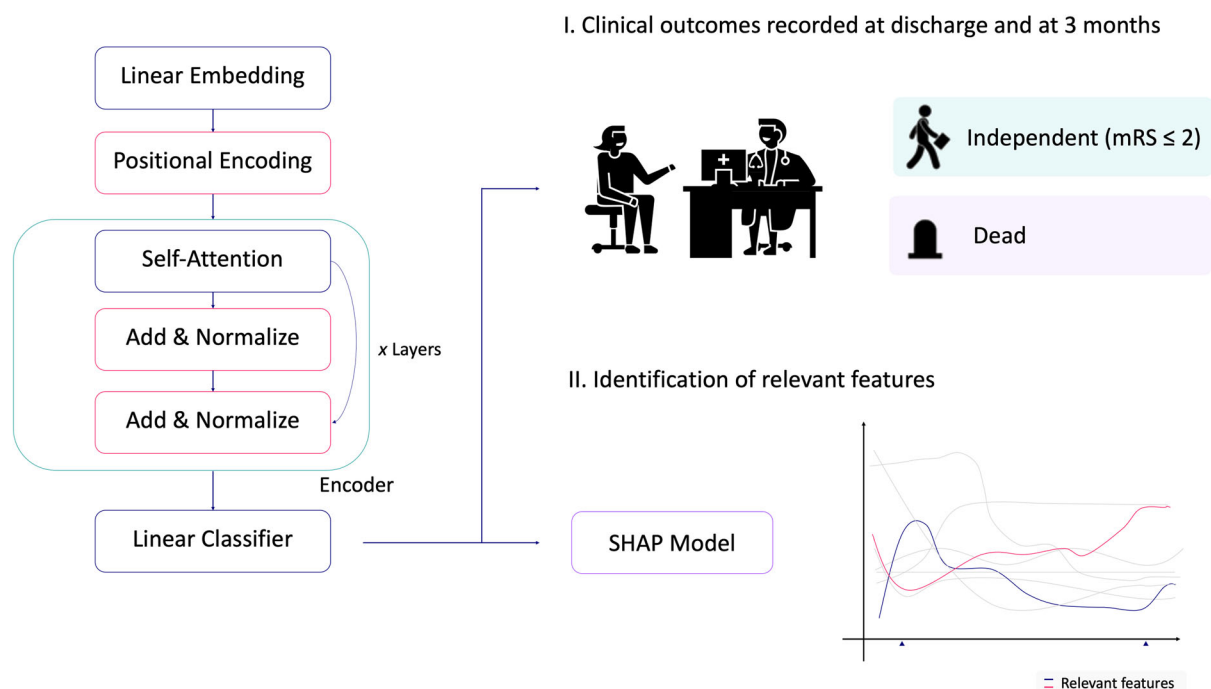 I. Clinical outcomes recorded at discharge and at 3 months
Linear Embedding
Positional Encoding
Self-Attention
Add & Normalize
x Layers
Add & Normalize
Encoder
Linear Classifier
Independent (mRS ≤ 2)
Dead
II. Identification of relevant features
SHAP Model
Relevant features